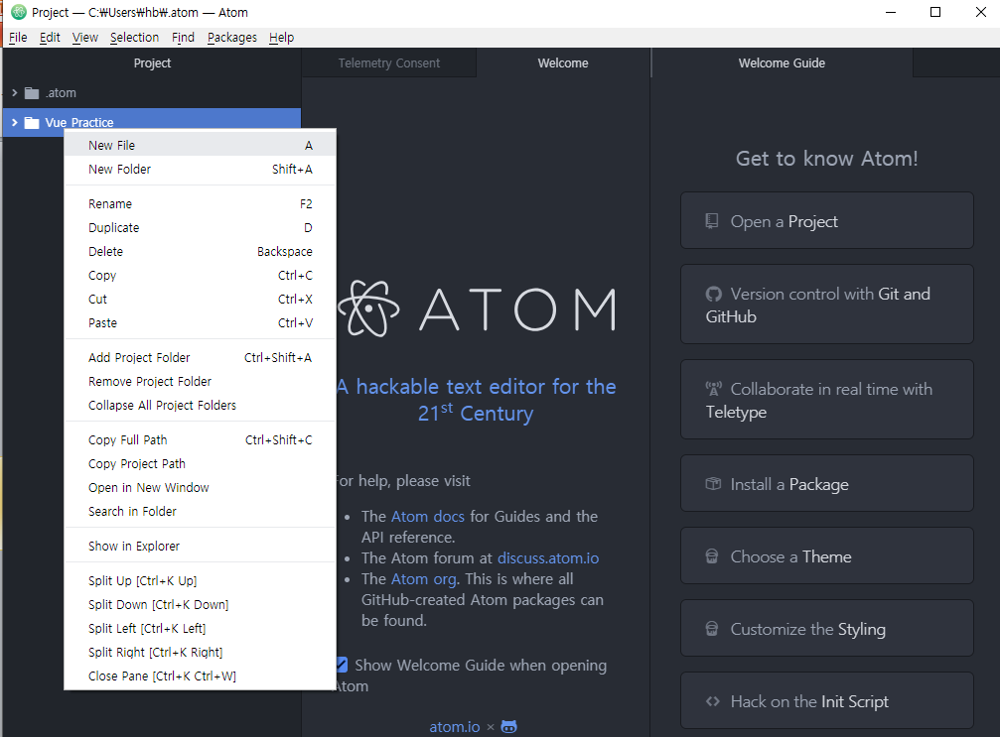 Project — C:₩Users₩hb₩.atom — Atom
File Edit View Selection Find Packages Help
Project
Telemetry Consent
Welcome
Welcome Guide
.atom
Vue Practice
New File A
New Folder Shift+A
Rename F2
Duplicate D
Delete Backspace
Copy Ctrl+C
Cut Ctrl+X
Paste Ctrl+V
Add Project Folder Ctrl+Shift+A
Remove Project Folder
Collapse All Project Folders
Copy Full Path Ctrl+Shift+C
Copy Project Path
Open in New Window
Search in Folder
Show in Explorer
Split Up [Ctrl+K Up]
Split Down [Ctrl+K Down]
Split Left [Ctrl+K Left]
Split Right [Ctrl+K Right]
Close Pane [Ctrl+K Ctrl+W]
ATOM
A hackable text editor for the
21st Century
For help, please visit
• The Atom docs for Guides and the
API reference.
• The Atom forum at discuss.atom.io
• The Atom org. This is where all
GitHub-created Atom packages can
be found.
Show Welcome Guide when opening
Atom
atom.io ×
Get to know Atom!
Open a Project
Version control with Git and
GitHub
Collaborate in real time with
Teletype
Install a Package
Choose a Theme
Customize the Styling
Hack on the Init Script